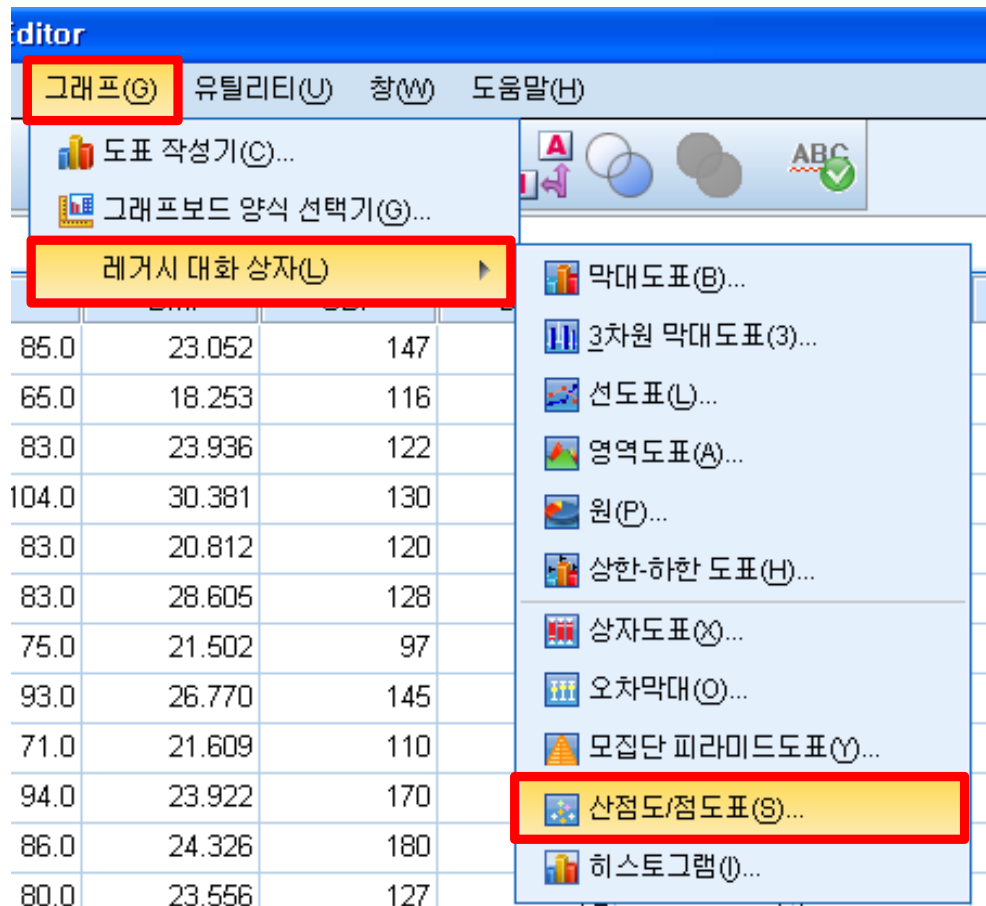 Editor
그래프(G) 유틸리티(U) 창(W) 도움말(H)
도표 작성기(C)...
A
ABC
그래프보드 양식 선택기(G)...
레거시 대화 상자(L)
막대도표(B)...
3차원 막대도표(3)...
선도표(L)...
영역도표(A)...
원(P)...
상한-하한 도표(H)...
상자도표(X)...
오차막대(O)...
모집단 피라미드도표(Y)...
산점도/점도표(S)...
히스토그램(I)...
85.0 23.052 147
65.0 18.253 116
83.0 23.936 122
104.0 30.381 130
83.0 20.812 120
83.0 28.605 128
75.0 21.502 97
93.0 26.770 145
71.0 21.609 110
94.0 23.922 170
86.0 24.326 180
80.0 23.556 127